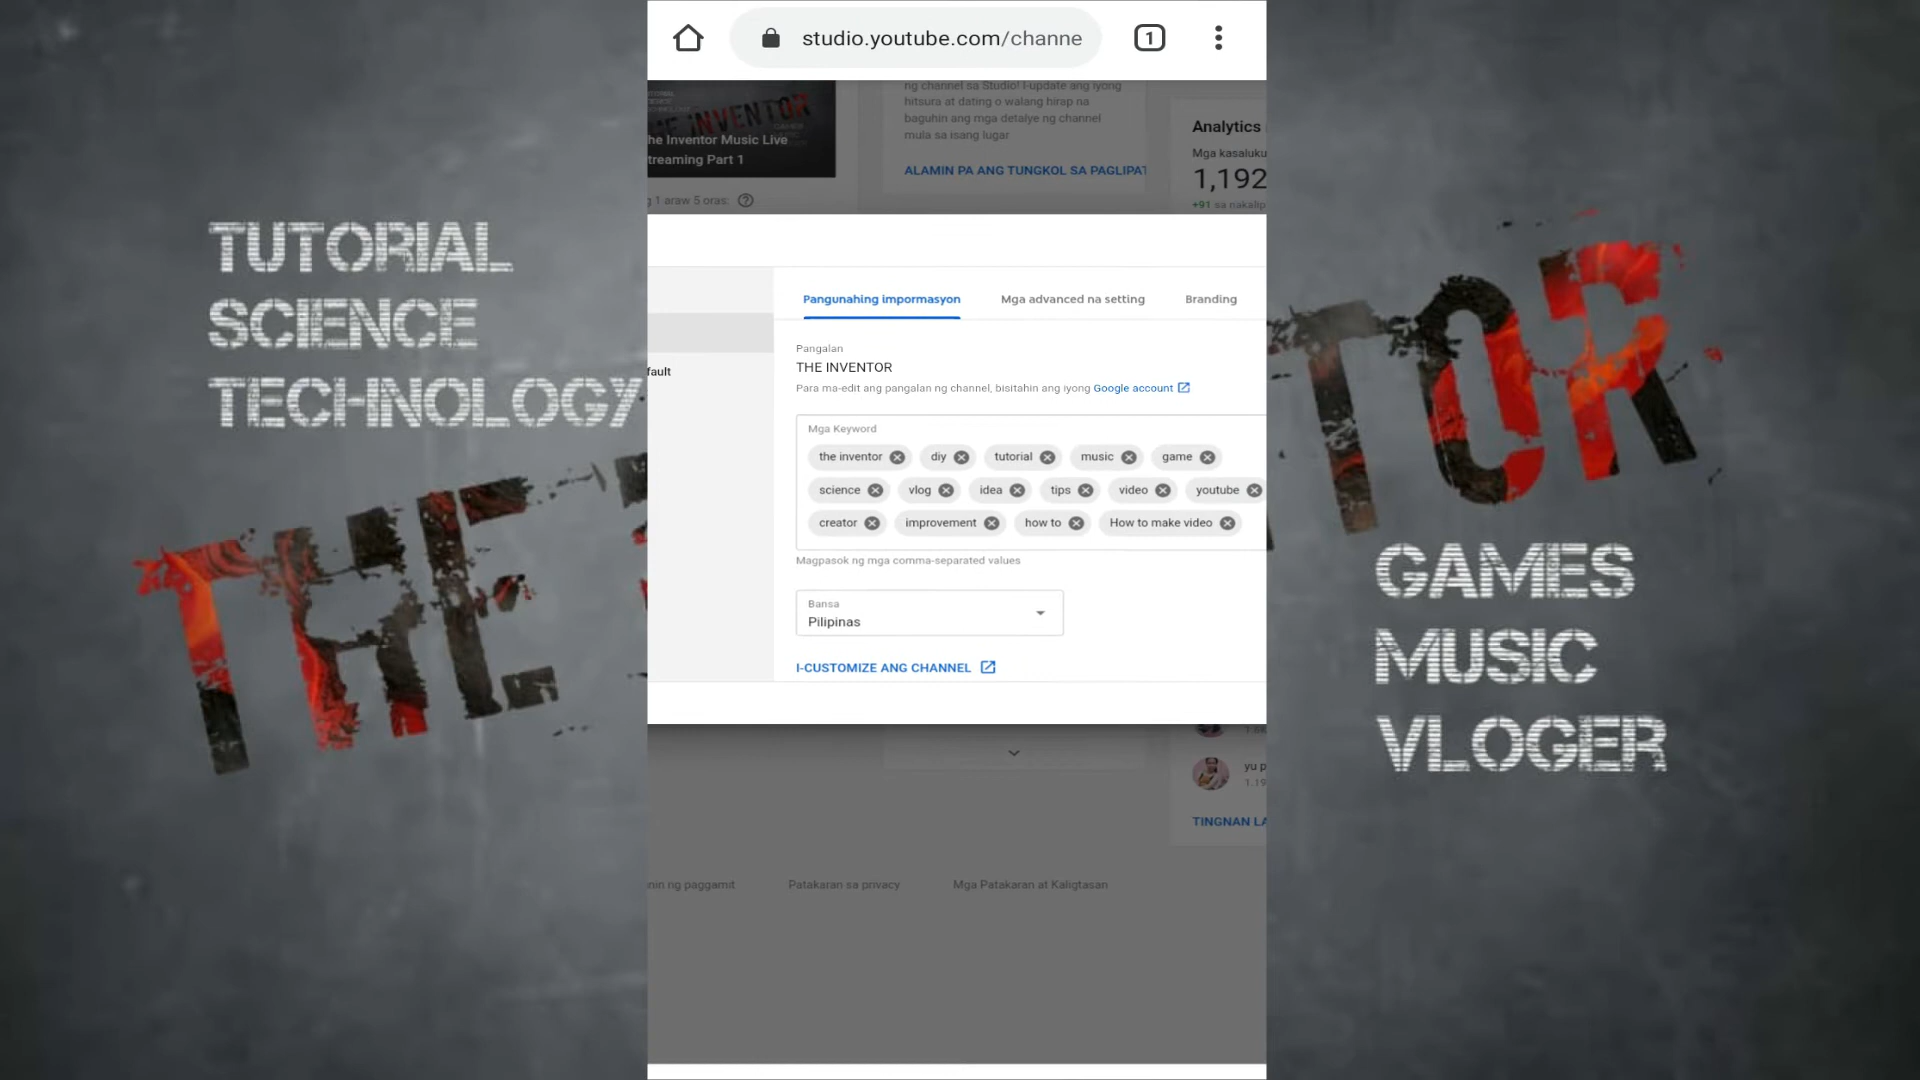 TUTORIAL
SCIENCE
TECHNOLOGY
THE
TOR
GAMES
MUSIC
VLOGER
studio.youtube.com/channe
1
ng channel sa Studio! I-update ang iyong
hitsura at dating o walang hirap na
baguhin ang mga detalye ng channel
mula sa isang lugar
ALAMIN PA ANG TUNGKOL SA PAGLIPAT
he Inventor Music Live
treaming Part 1
g 1 araw 5 oras:
Analytics
Mga kasaluku
1,192
+91 sa nakalip
Pangunahing impormasyon
Mga advanced na setting
Branding
fault
Pangalan
THE INVENTOR
Para ma-edit ang pangalan ng channel, bisitahin ang iyong Google account
Mga Keyword
the inventor diy tutorial music game
science vlog idea tips video youtube
creator improvement how to How to make video
Magpasok ng mga comma-separated values
Bansa
Pilipinas
I-CUSTOMIZE ANG CHANNEL
yu p
1.19
TINGNAN LA
nin ng paggamit
Patakaran sa privacy
Mga Patakaran at Kaligtasan